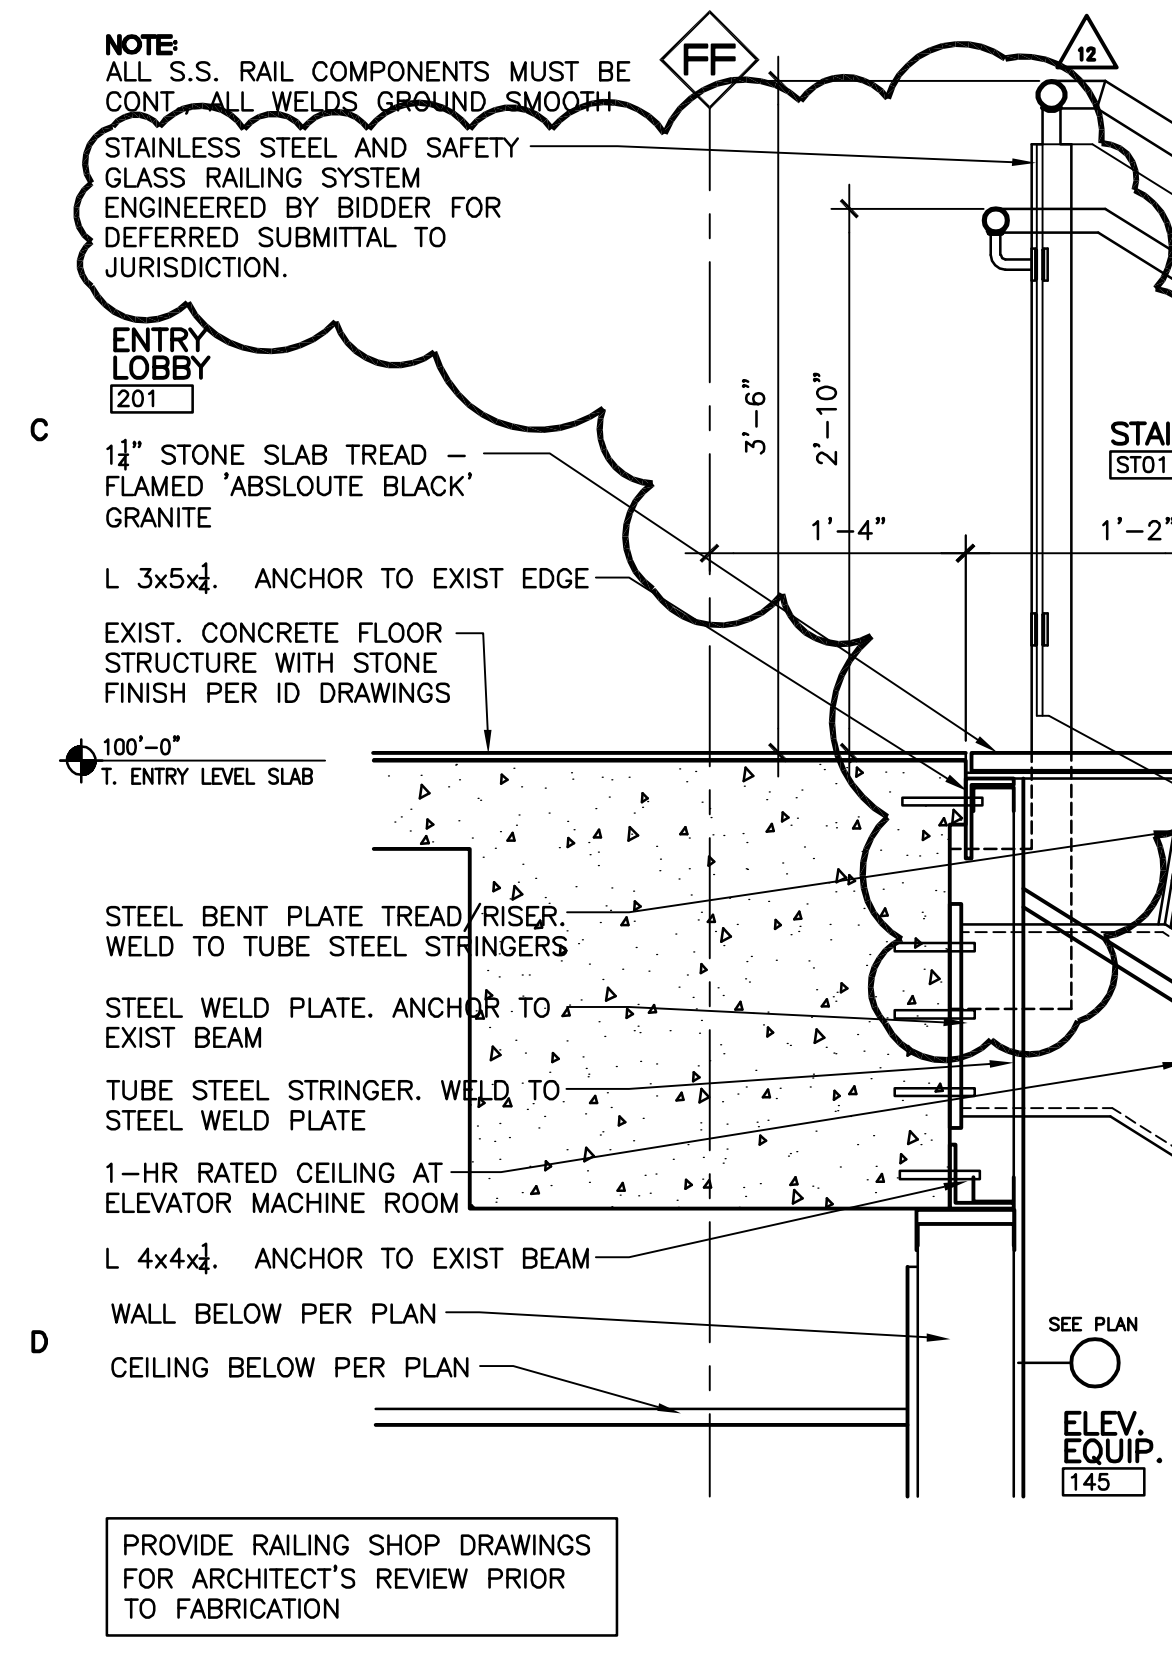 NOTE:
ALL S.S. RAIL COMPONENTS MUST BE
CONT, ALL WELDS GROUND SMOOTH
FF
12
STAINLESS STEEL AND SAFETY
GLASS RAILING SYSTEM
ENGINEERED BY BIDDER FOR
DEFERRED SUBMITTAL TO
JURISDICTION.
ENTRY
LOBBY
201
C
3'-6"
2'-10"
STAI
ST01
1¼" STONE SLAB TREAD –
FLAMED 'ABSLOUTE BLACK'
GRANITE
1'-4"
1'-2"
L 3x5x¼. ANCHOR TO EXIST EDGE
EXIST. CONCRETE FLOOR
STRUCTURE WITH STONE
FINISH PER ID DRAWINGS
100'-0"
T. ENTRY LEVEL SLAB
STEEL BENT PLATE TREAD/RISER.
WELD TO TUBE STEEL STRINGERS
STEEL WELD PLATE. ANCHOR TO
EXIST BEAM
TUBE STEEL STRINGER. WELD TO
STEEL WELD PLATE
1-HR RATED CEILING AT
ELEVATOR MACHINE ROOM
L 4x4x¼. ANCHOR TO EXIST BEAM
WALL BELOW PER PLAN
D
SEE PLAN
CEILING BELOW PER PLAN
ELEV.
EQUIP.
145
PROVIDE RAILING SHOP DRAWINGS
FOR ARCHITECT'S REVIEW PRIOR
TO FABRICATION